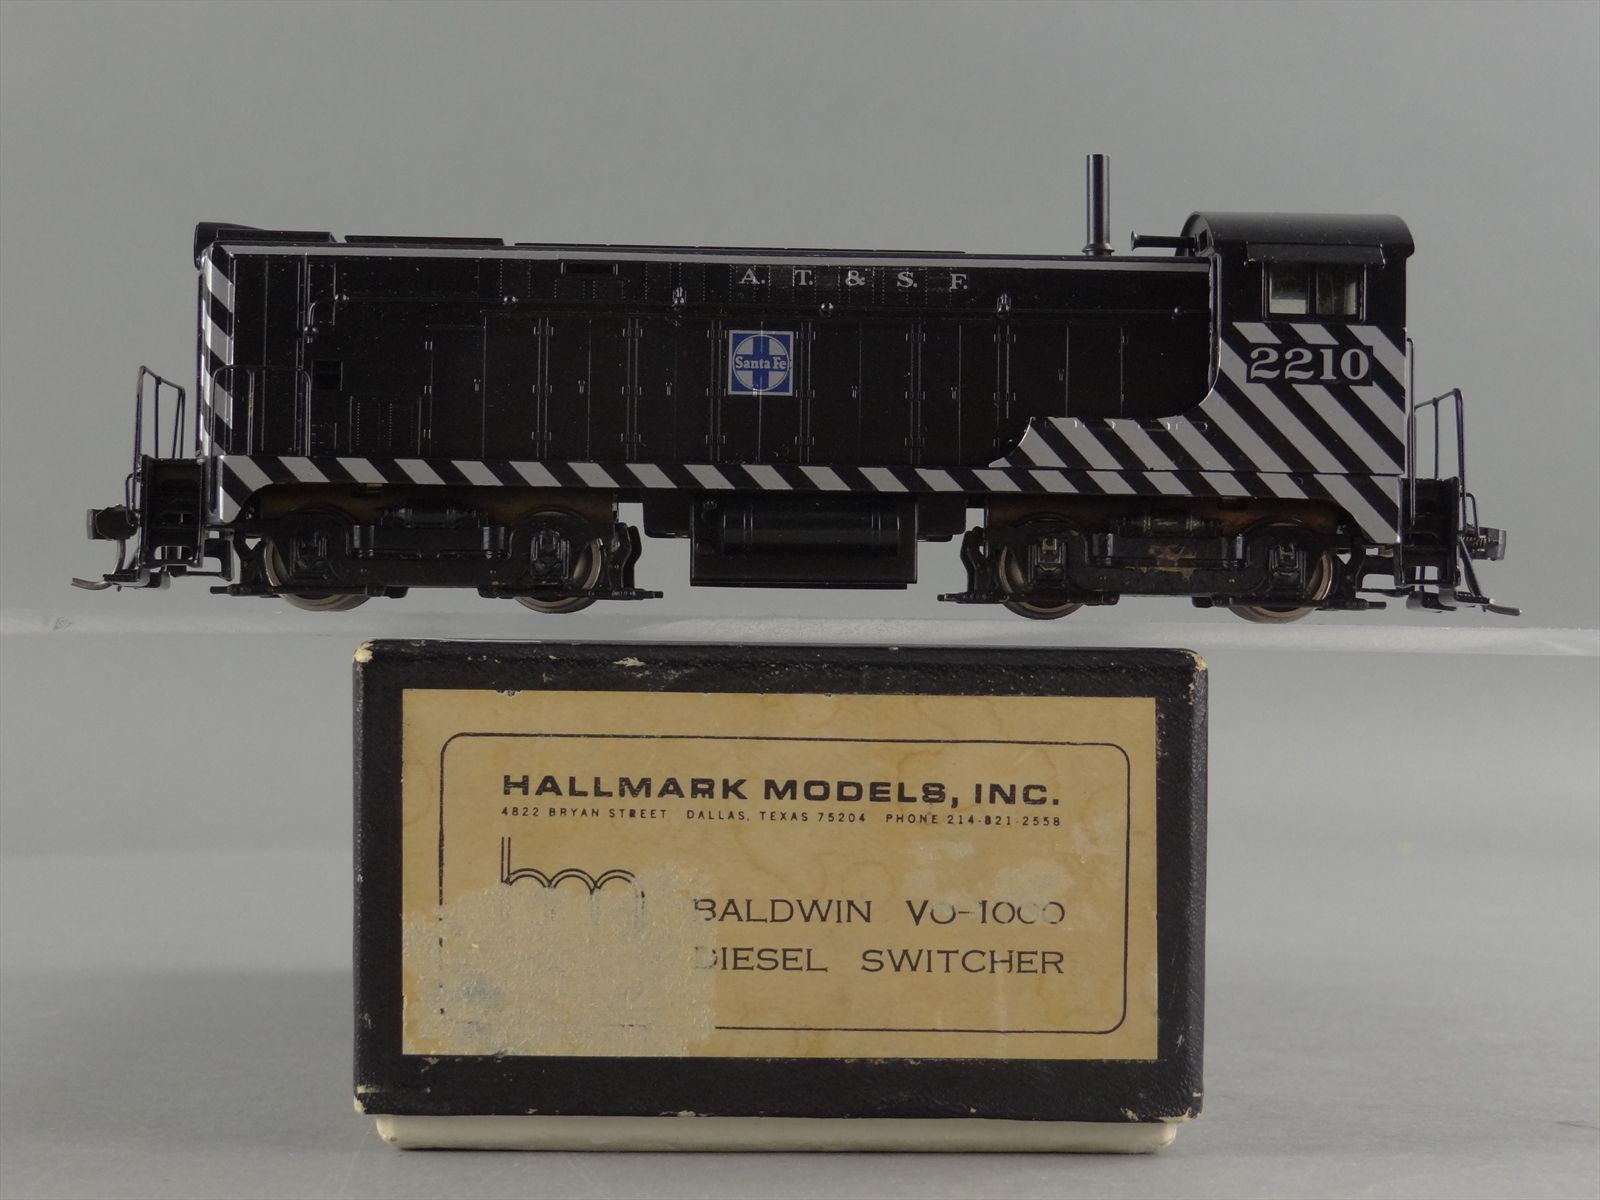 A. T. & S. F.
Santa Fe
2210
HALLMARK MODELS, INC.
4822 BRYAN STREET DALLAS, TEXAS 75204 PHONE 214-821-2558
hm
BALDWIN VO-1000
DIESEL SWITCHER